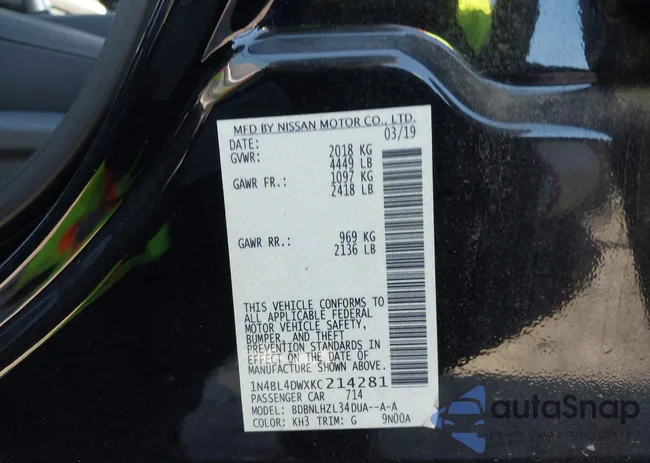 MFD BY NISSAN MOTOR CO., LTD.
DATE: 03/19
GVWR: 2018 KG
4449 LB
GAWR FR.: 1097 KG
2418 LB
GAWR RR.: 969 KG
2136 LB
THIS VEHICLE CONFORMS TO
ALL APPLICABLE FEDERAL
MOTOR VEHICLE SAFETY,
BUMPER, AND THEFT
PREVENTION STANDARDS IN
EFFECT ON THE DATE OF
MANUFACTURE SHOWN ABOVE.
1N4BL4DWXKC214281
PASSENGER CAR 714
MODEL: BDBNLHZL34DUA--A-A
COLOR: KH3 TRIM: G 9N00A
autoSnap